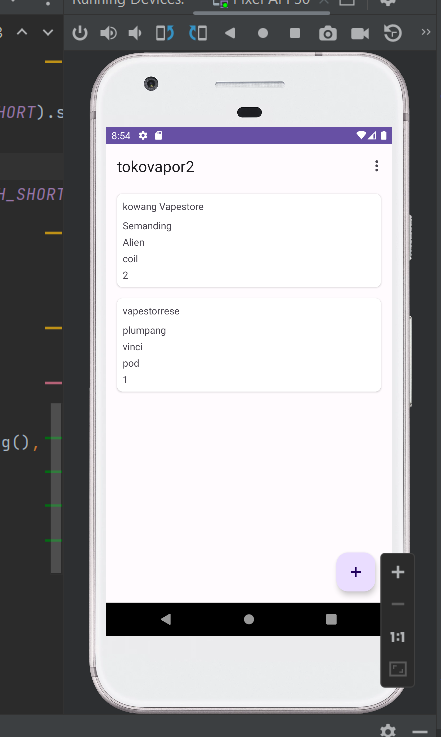 Running Devices:
Pixel API 30
HORT).s
H_SHORT
g(),
8:54
tokovapor2
kowang Vapestore
Semanding
Alien
coil
2
vapestorrese
plumpang
vinci
pod
1
1:1